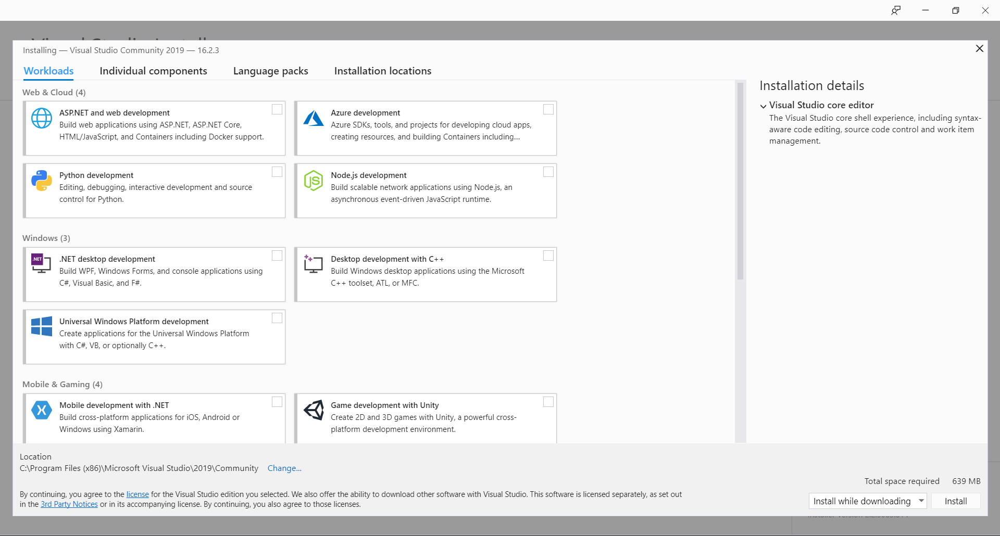 Installing — Visual Studio Community 2019 — 16.2.3
Workloads
Individual components
Language packs
Installation locations
Web & Cloud (4)
ASP.NET and web development
Build web applications using ASP.NET, ASP.NET Core,
HTML/JavaScript, and Containers including Docker support.
Azure development
Azure SDKs, tools, and projects for developing cloud apps,
creating resources, and building Containers including...
Python development
Editing, debugging, interactive development and source
control for Python.
Node.js development
Build scalable network applications using Node.js, an
asynchronous event-driven JavaScript runtime.
Windows (3)
.NET
.NET desktop development
Build WPF, Windows Forms, and console applications using
C#, Visual Basic, and F#.
Desktop development with C++
Build Windows desktop applications using the Microsoft
C++ toolset, ATL, or MFC.
Universal Windows Platform development
Create applications for the Universal Windows Platform
with C#, VB, or optionally C++.
Mobile & Gaming (4)
Mobile development with .NET
Build cross-platform applications for iOS, Android or
Windows using Xamarin.
Game development with Unity
Create 2D and 3D games with Unity, a powerful cross-
platform development environment.
Installation details
Visual Studio core editor
The Visual Studio core shell experience, including syntax-
aware code editing, source code control and work item
management.
Location
C:\Program Files (x86)\Microsoft Visual Studio\2019\Community Change...
Total space required 639 MB
By continuing, you agree to the license for the Visual Studio edition you selected. We also offer the ability to download other software with Visual Studio. This software is licensed separately, as set out
in the 3rd Party Notices or in its accompanying license. By continuing, you also agree to those licenses.
Install while downloading
Install